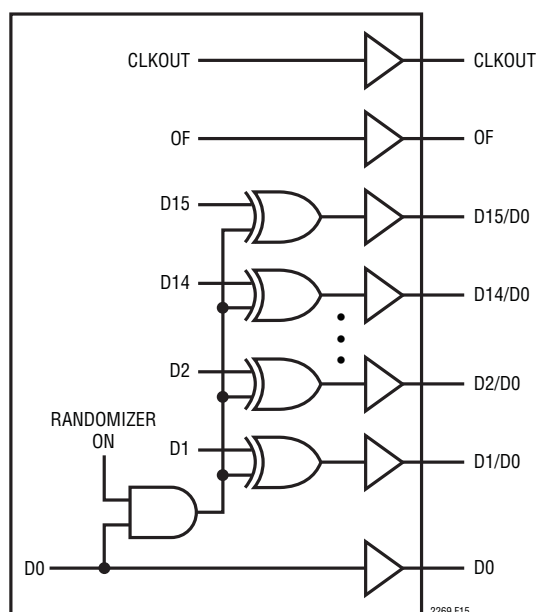 CLKOUT CLKOUT
OF OF
D15 D15/D0
D14 D14/D0
D2 D2/D0
RANDOMIZER
ON
D1 D1/D0
D0 D0
2269 F15